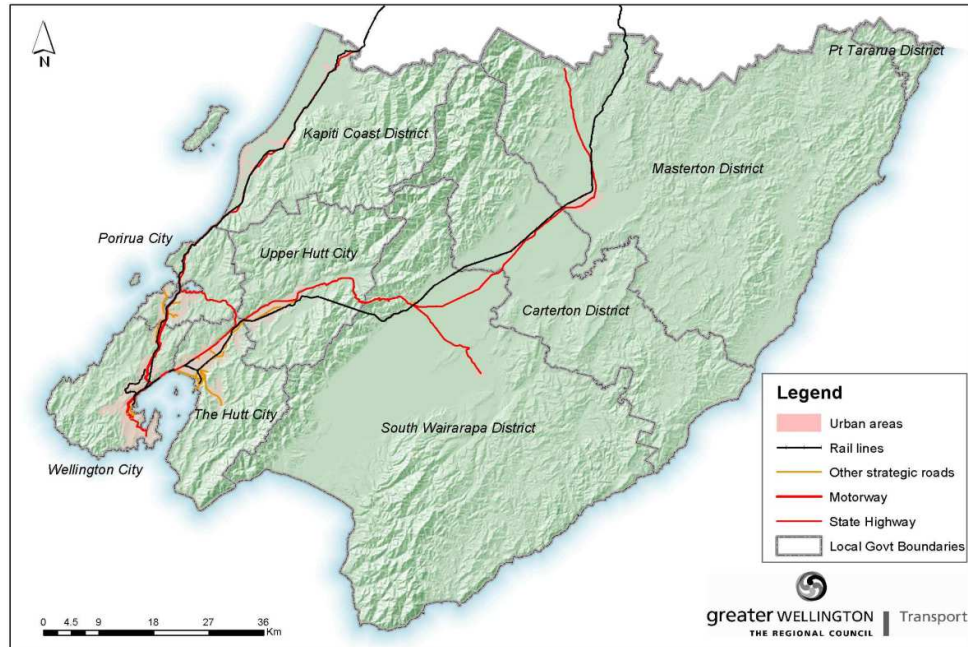 N
Pt Tararua District
Kapiti Coast District
Masterton District
Porirua City
Upper Hutt City
Carterton District
The Hutt City
South Wairarapa District
Wellington City
Legend
Urban areas
Rail lines
Other strategic roads
Motorway
State Highway
Local Govt Boundaries
0 4.5 9 18 27 36
Km
greater WELLINGTON
THE REGIONAL COUNCIL
Transport